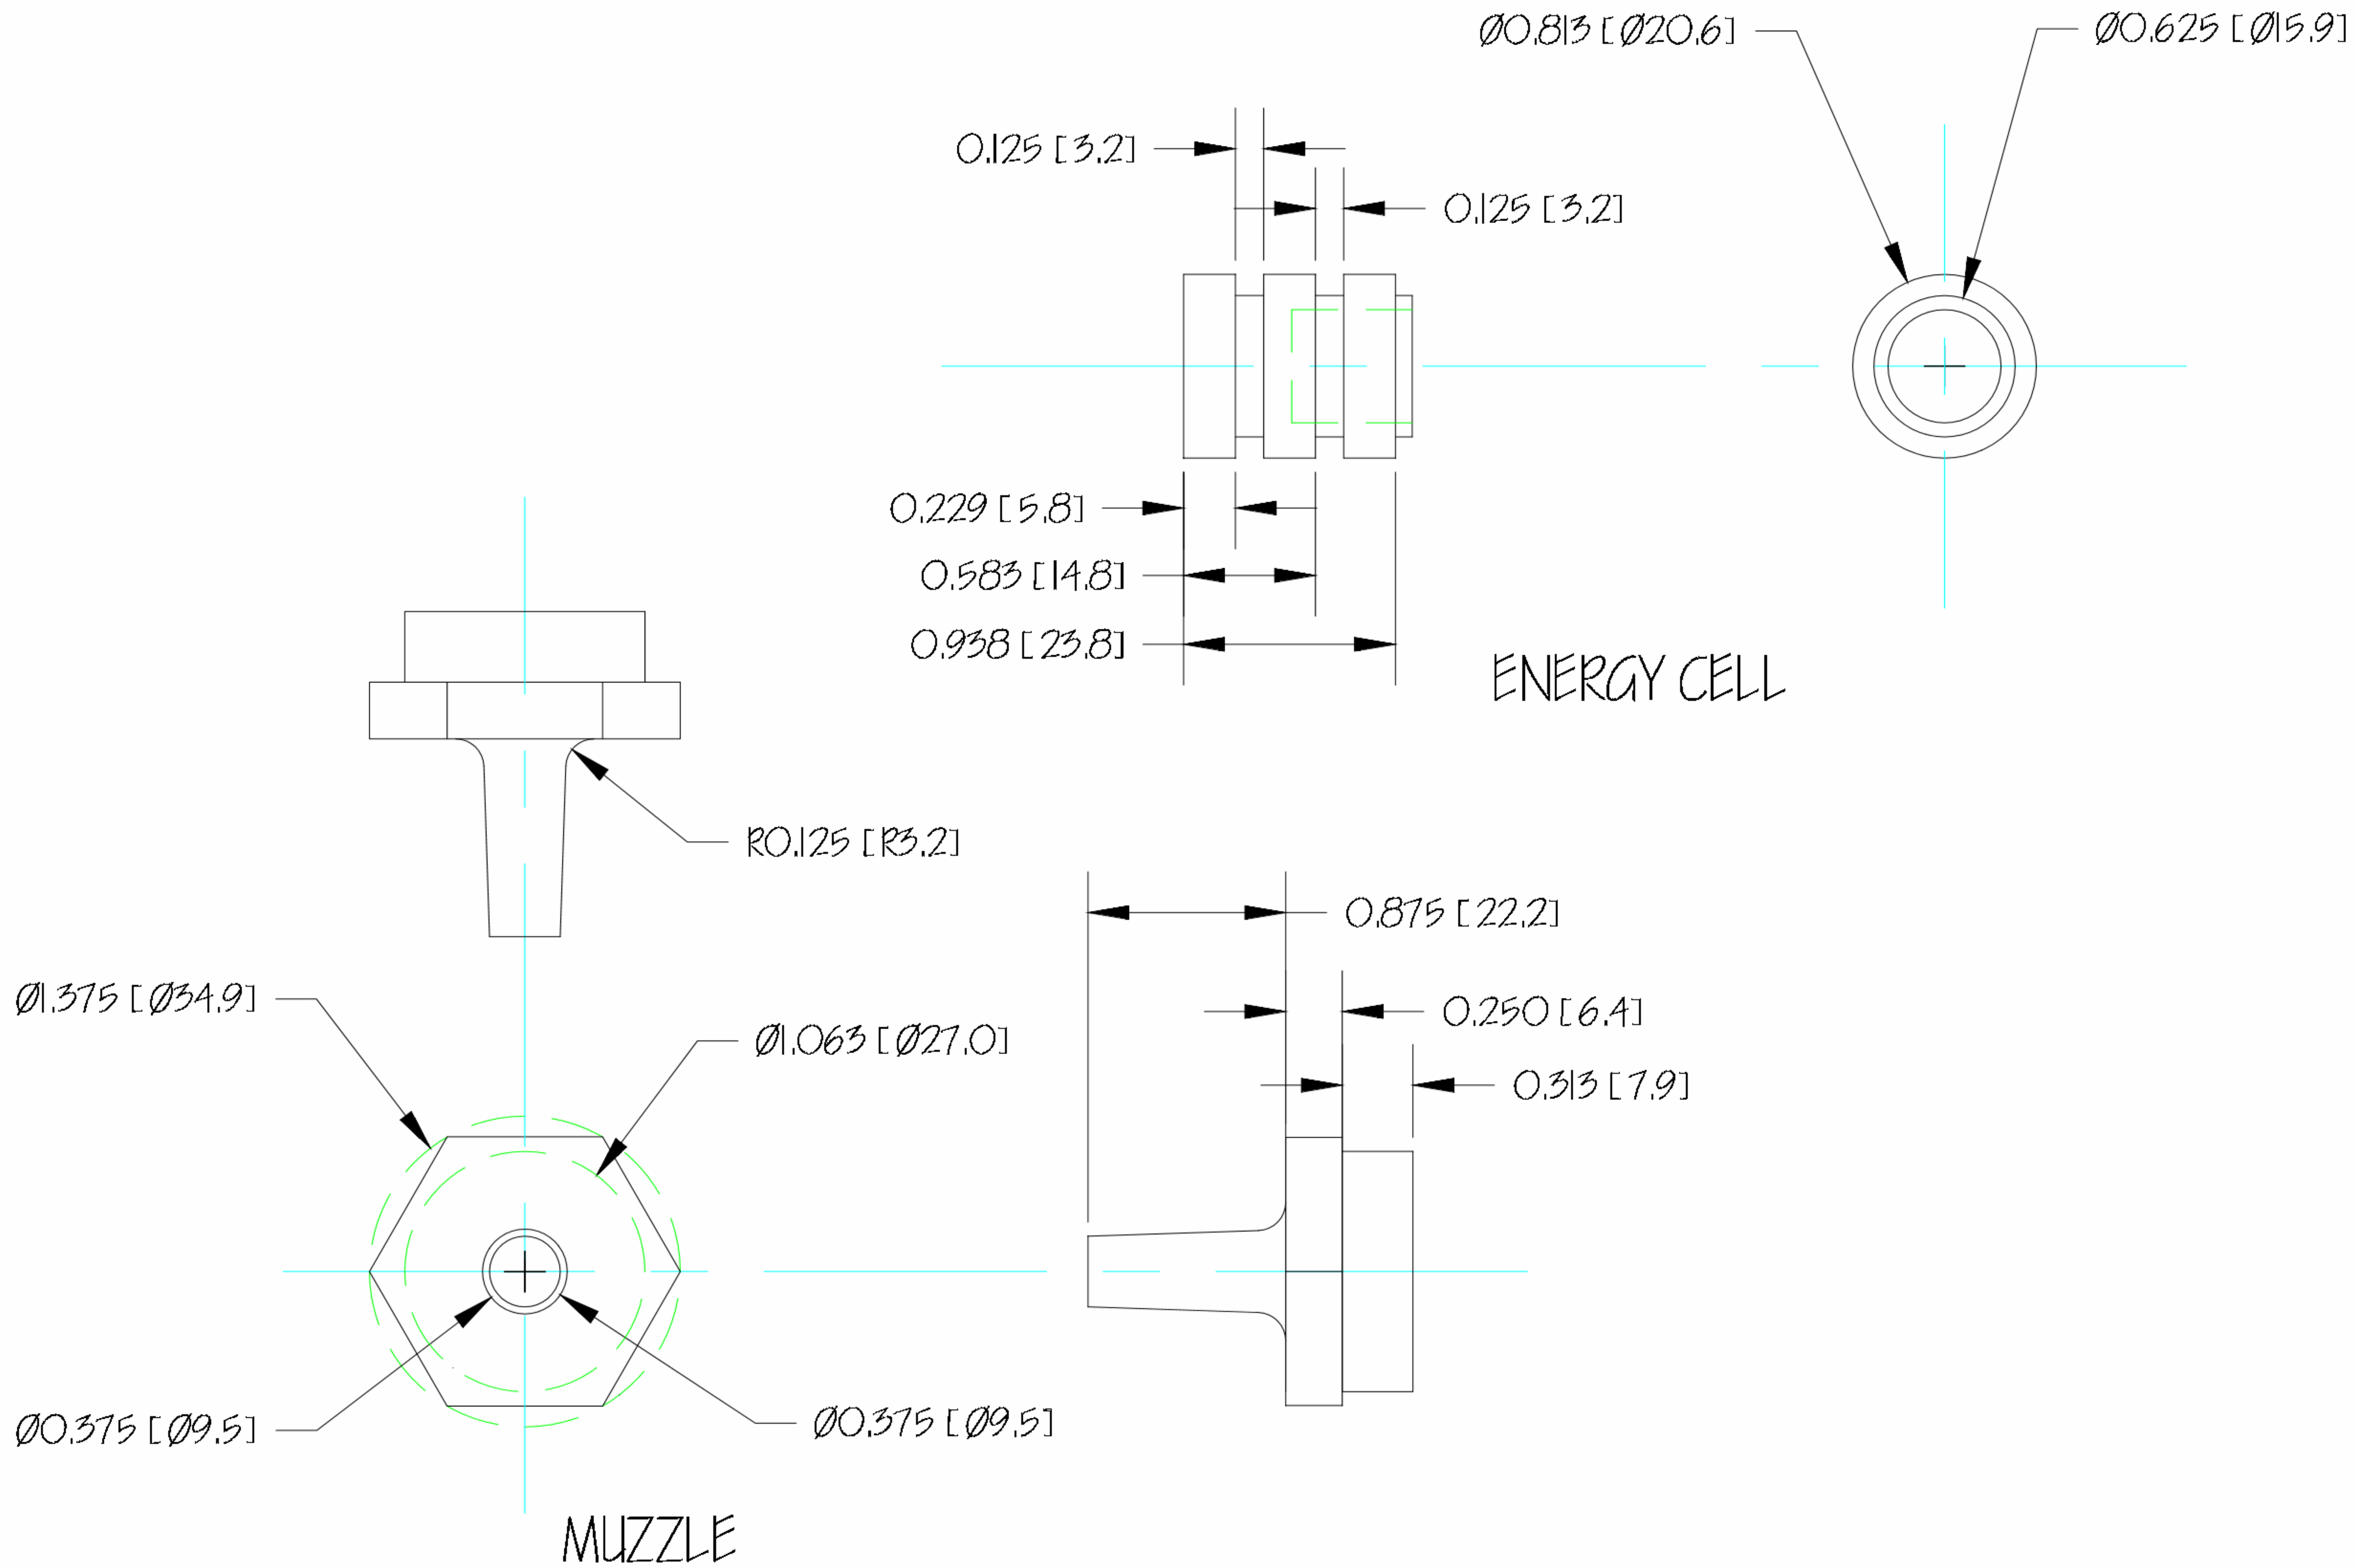 Ø0.813 [Ø20.6]
Ø0.625 [Ø15.9]
0.125 [3.2]
0.125 [3.2]
0.229 [5.8]
0.583 [14.8]
0.938 [23.8]
ENERGY CELL
R0.125 [R3.2]
0.875 [22.2]
Ø1.375 [Ø34.9]
0.250 [6.4]
Ø1.063 [Ø27.0]
0.313 [7.9]
Ø0.375 [Ø9.5]
Ø0.375 [Ø9.5]
MUZZLE